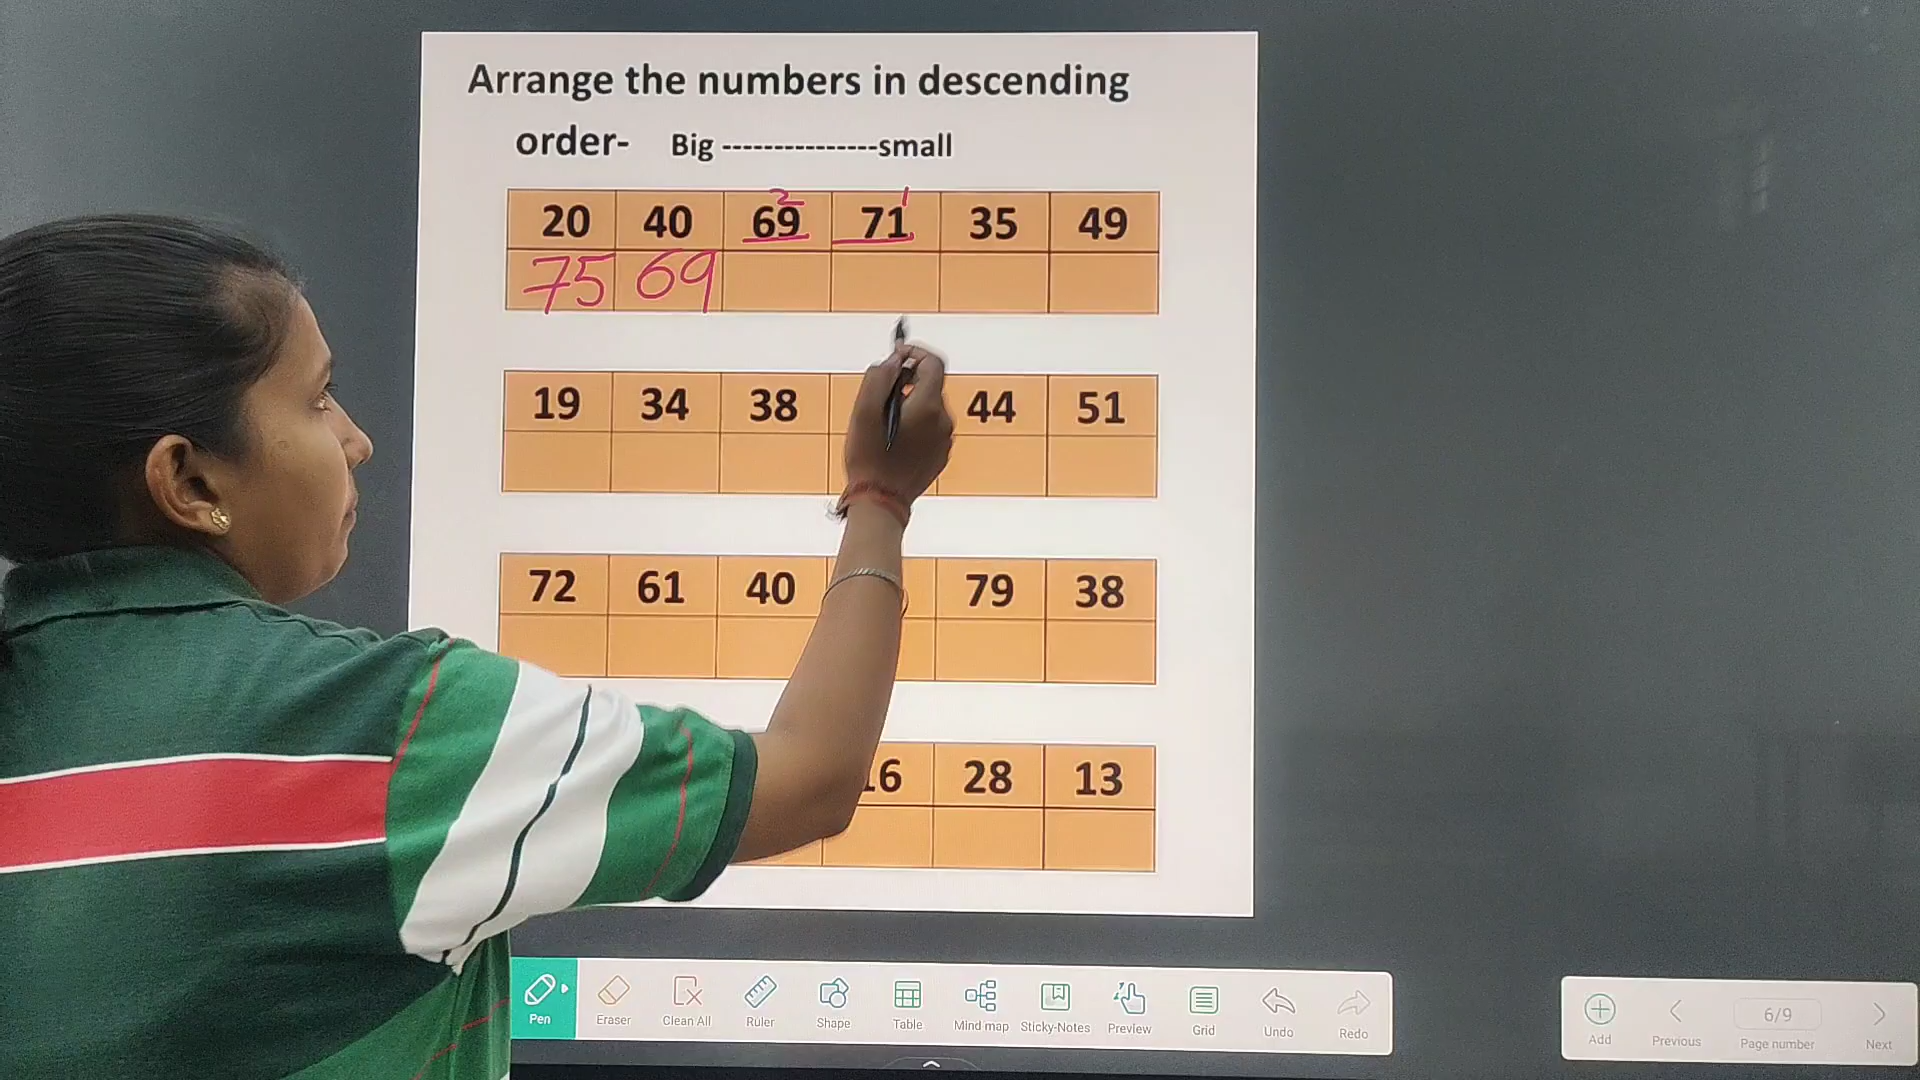 Arrange the numbers in descending
order- Big ---------------small
2 1
20 40 69 71 35 49
75 69
19 34 38 44 51
72 61 40 79 38
16 28 13
Pen Eraser Clean All Ruler Shape Table Mind map Sticky-Notes Preview Grid Undo Redo
6/9
Add Previous Page number Next